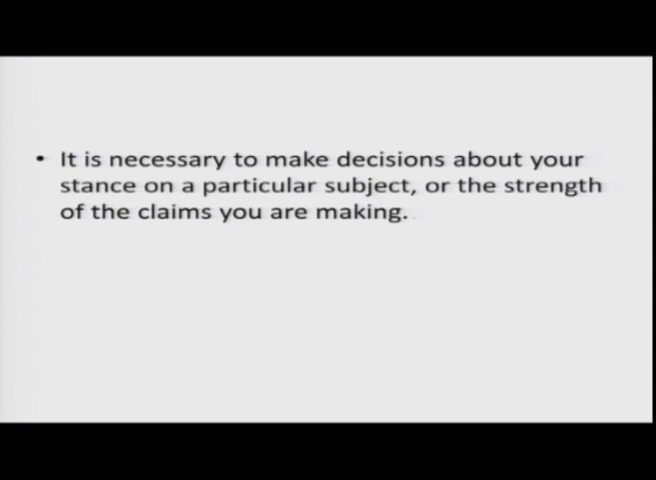 • It is necessary to make decisions about your
stance on a particular subject, or the strength
of the claims you are making.